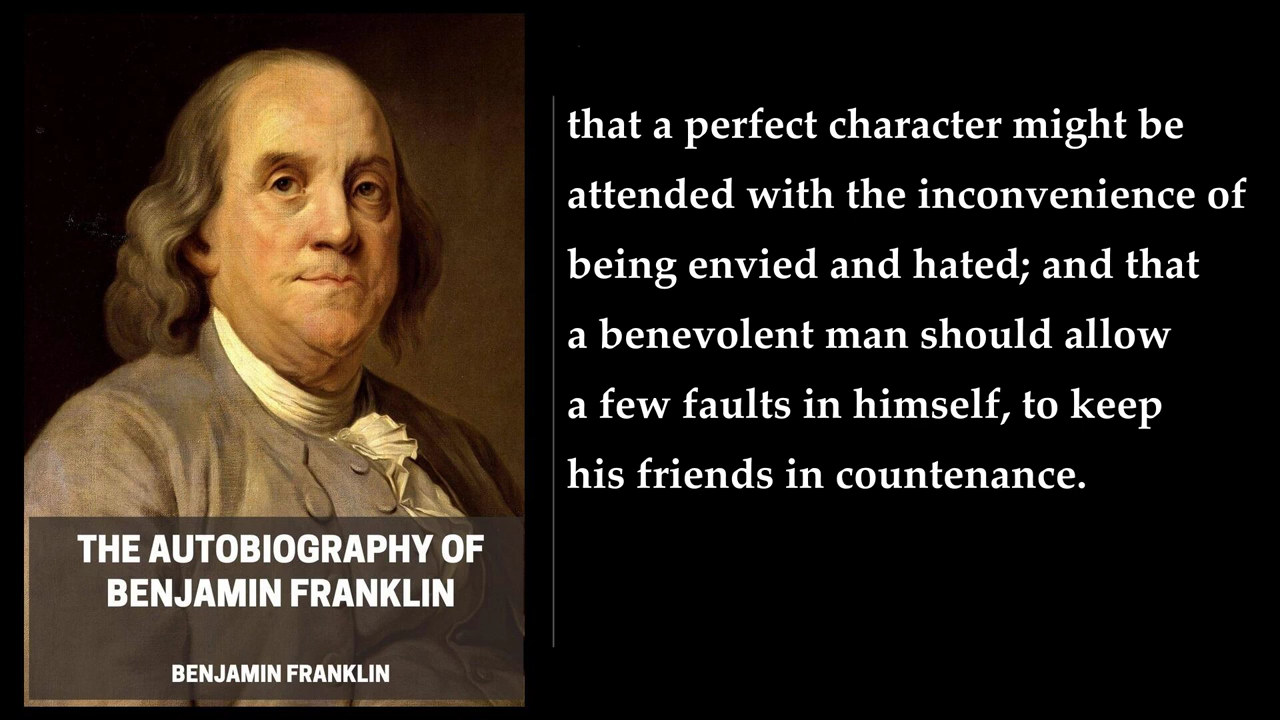 THE AUTOBIOGRAPHY OF
BENJAMIN FRANKLIN
BENJAMIN FRANKLIN
that a perfect character might be
attended with the inconvenience of
being envied and hated; and that
a benevolent man should allow
a few faults in himself, to keep
his friends in countenance.